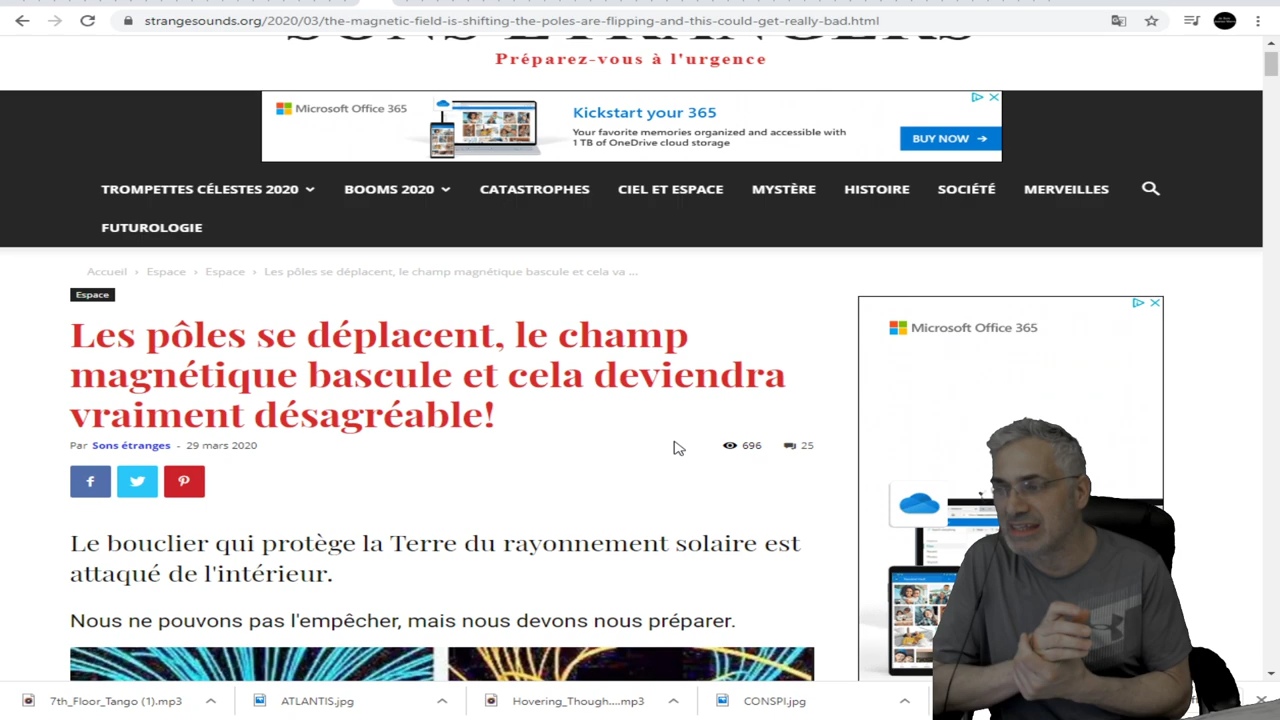 strangesounds.org/2020/03/the-magnetic-field-is-shifting-the-poles-are-flipping-and-this-could-get-really-bad.html
SONS ÉTRANGERS
Préparez-vous à l'urgence
Microsoft Office 365
Kickstart your 365
Your favorite memories organized and accessible with
1 TB of OneDrive cloud storage
BUY NOW
TROMPETTES CÉLESTES 2020
BOOMS 2020
CATASTROPHES
CIEL ET ESPACE
MYSTÈRE
HISTOIRE
SOCIÉTÉ
MERVEILLES
FUTUROLOGIE
Accueil › Espace › Espace › Les pôles se déplacent, le champ magnétique bascule et cela va ...
Espace
Les pôles se déplacent, le champ
magnétique bascule et cela deviendra
vraiment désagréable!
Par Sons étranges - 29 mars 2020
696
25
Le bouclier qui protège la Terre du rayonnement solaire est
attaqué de l'intérieur.
Nous ne pouvons pas l'empêcher, mais nous devons nous préparer.
Microsoft Office 365
7th_Floor_Tango (1).mp3
ATLANTIS.jpg
Hovering_Though....mp3
CONSPI.jpg